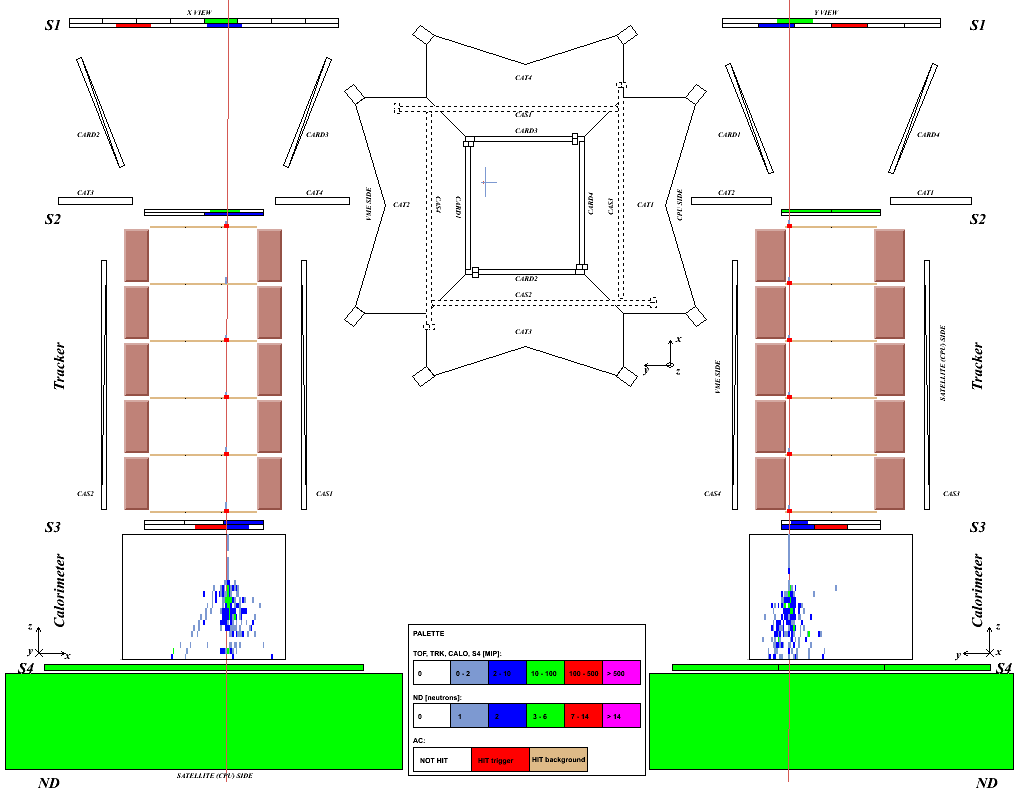 X VIEW
Y VIEW
S1
S1
CAT4
CAS1
CARD3
CARD2
CARD3
CARD1
CARD4
CAT3
CAT4
CAT2
CAT1
VME SIDE
CAT2
CAS4
CARD1
CARD4
CAS3
CAT1
CPU SIDE
S2
S2
CARD2
CAS2
CAT3
x
y
z
Tracker
VME SIDE
SATELLITE (CPU) SIDE
Tracker
CAS2
CAS1
CAS4
CAS3
S3
S3
Calorimeter
Calorimeter
z
y
x
z
y
x
S4
S4
PALETTE
TOF, TRK, CALO, S4 [MIP]:
0
0 - 2
2 - 10
10 - 100
100 - 500
> 500
ND [neutrons]:
0
1
2
3 - 6
7 - 14
> 14
AC:
NOT HIT
HIT trigger
HIT background
SATELLITE (CPU) SIDE
ND
ND